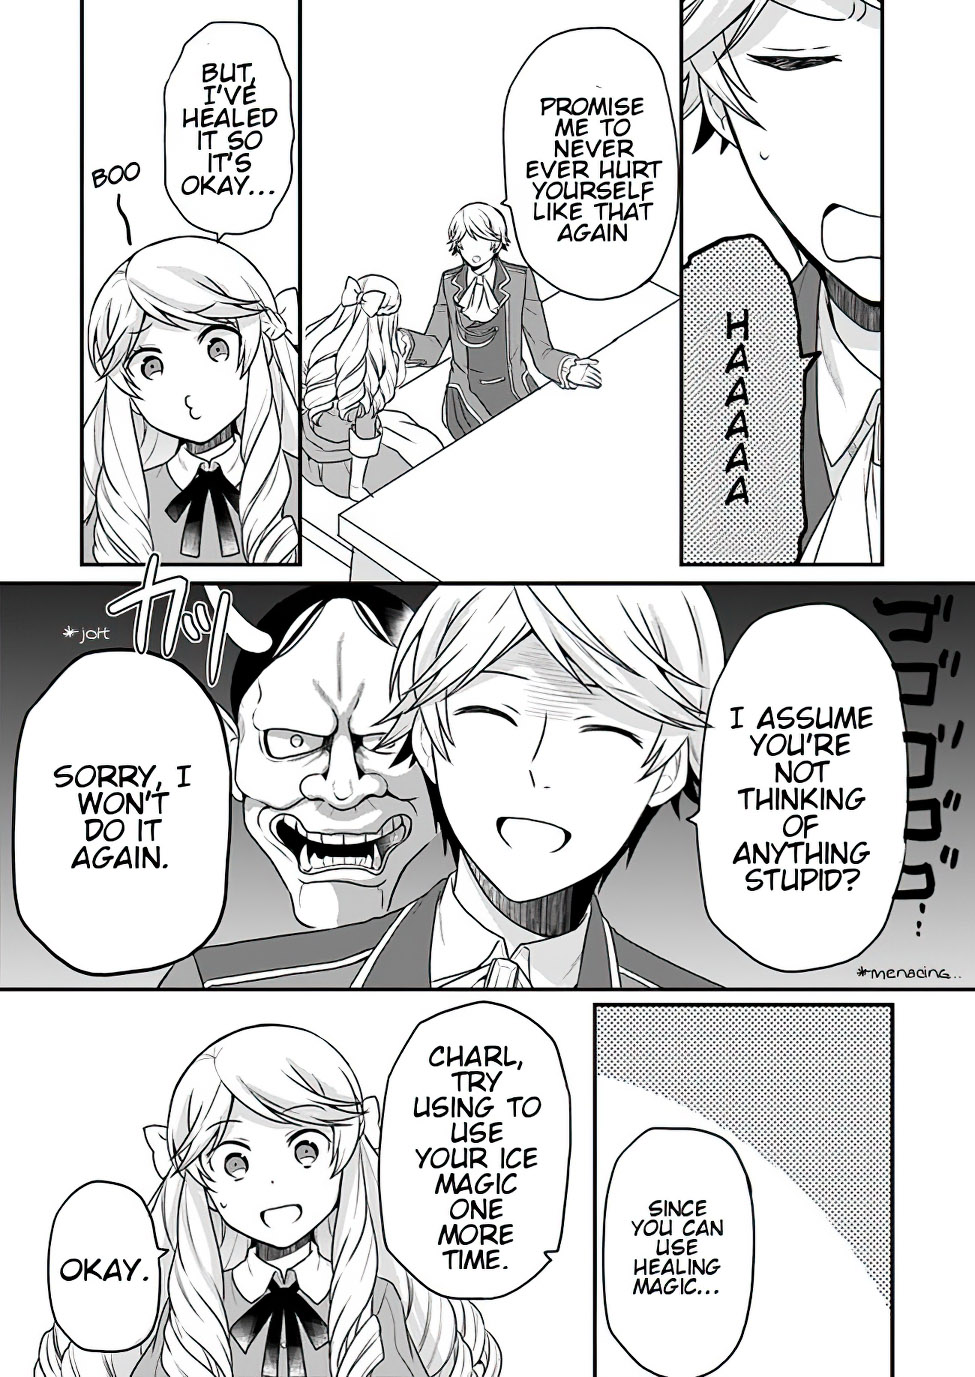 HAAAAA
PROMISE
ME TO
NEVER
EVER HURT
YOURSELF
LIKE THAT
AGAIN
BUT,
I'VE
HEALED
IT SO
IT'S
OKAY...
BOO
ゴゴゴゴゴ...
I ASSUME
YOU'RE
NOT
THINKING
OF
ANYTHING
STUPID?
*menacing..
ガッ
*jolt
SORRY, I
WON'T
DO IT
AGAIN.
SINCE
YOU CAN
USE
HEALING
MAGIC...
CHARL,
TRY
USING TO
USE
YOUR ICE
MAGIC
ONE
MORE
TIME.
OKAY.